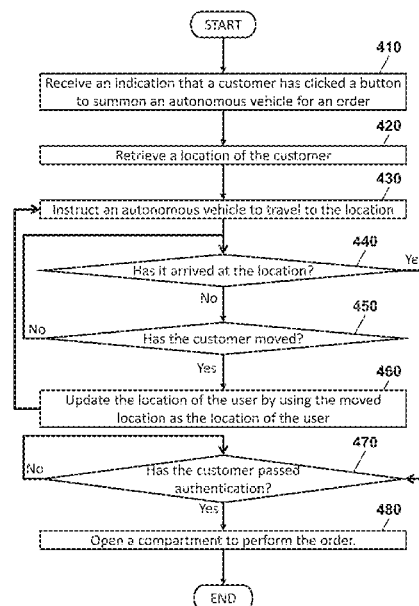 START
410
Receive an indication that a customer has clicked a button
to summon an autonomous vehicle for an order
420
Retrieve a location of the customer
430
Instruct an autonomous vehicle to travel to the location
440
Has it arrived at the location?
Yes
No
450
Has the customer moved?
No
Yes
460
Update the location of the user by using the moved
location as the location of the user
470
Has the customer passed
authentication?
No
Yes
480
Open a compartment to perform the order.
END